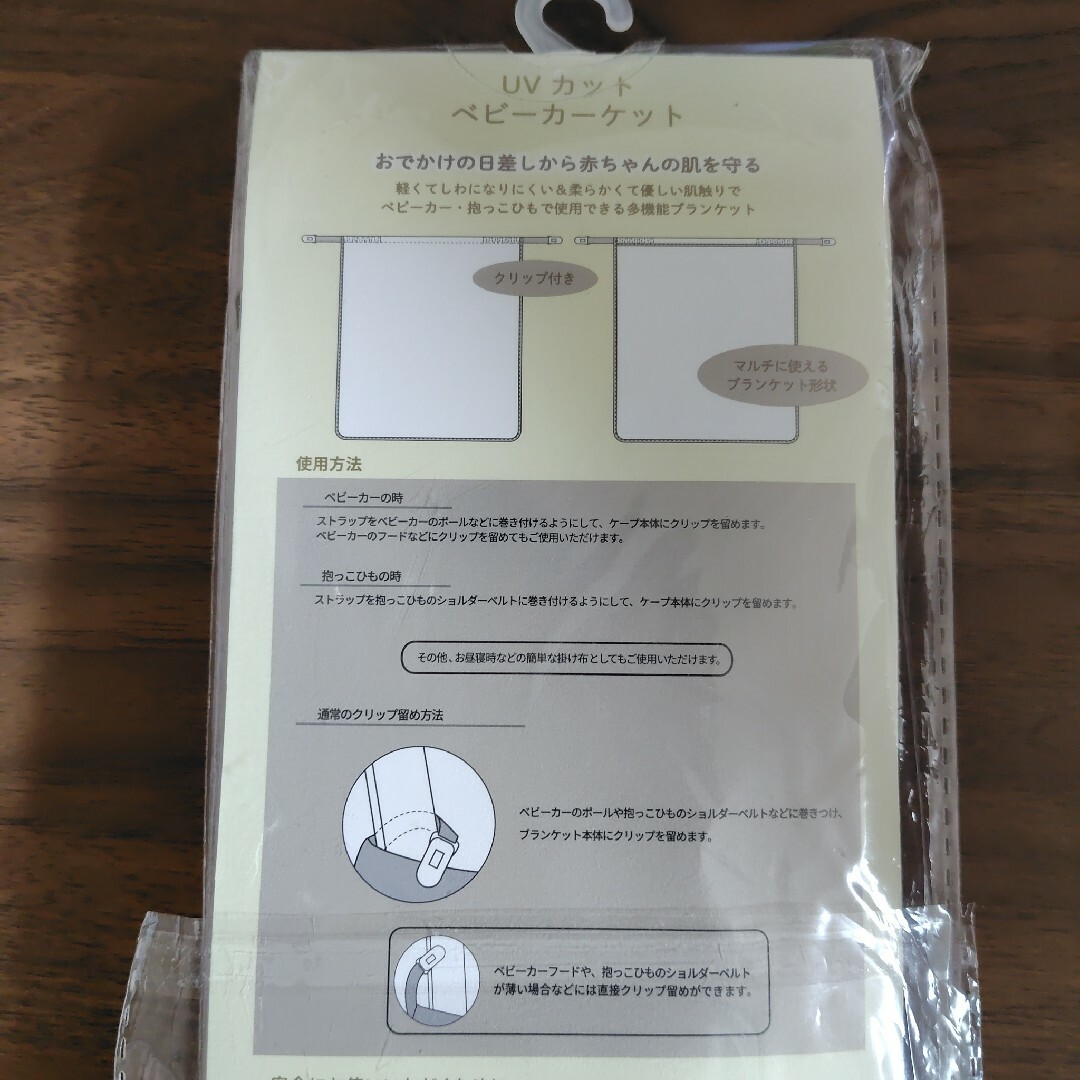 UV カット
ベビーカーケット
おでかけの日差しから赤ちゃんの肌を守る
軽くてしわになりにくい＆柔らかくて優しい肌触りで
ベビーカー・抱っこひもで使用できる多機能ブランケット
クリップ付き
マルチに使える
ブランケット形状
使用方法
ベビーカーの時
ストラップをベビーカーのポールなどに巻き付けるようにして、ケープ本体にクリップを留めます。
ベビーカーのフードなどにクリップを留めてもご使用いただけます。
抱っこひもの時
ストラップを抱っこひものショルダーベルトに巻き付けるようにして、ケープ本体にクリップを留めます。
その他、お昼寝時などの簡単な掛け布としてもご使用いただけます。
通常のクリップ留め方法
ベビーカーのポールや抱っこひものショルダーベルトなどに巻きつけ、
ブランケット本体にクリップを留めます。
ベビーカーフードや、抱っこひものショルダーベルト
が薄い場合などには直接クリップ留めができます。